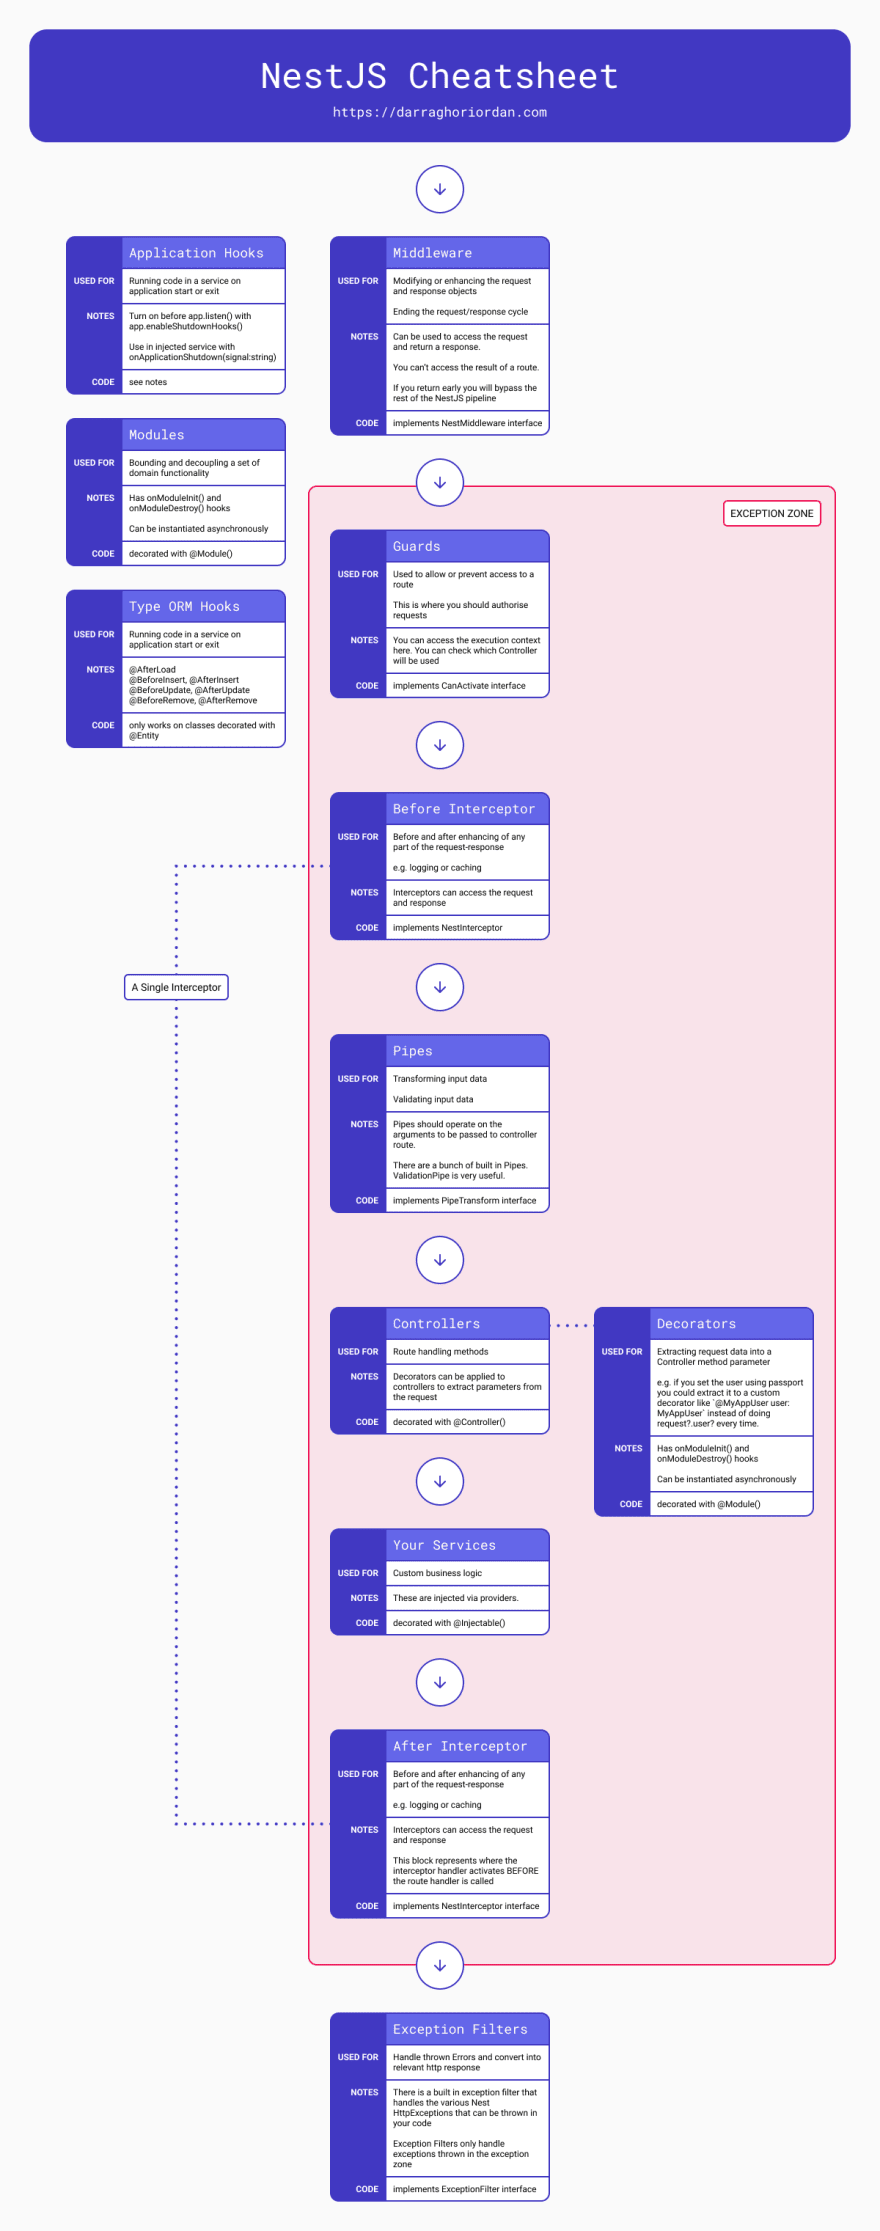 NestJS Cheatsheet
https://darraghoriordan.com
Application Hooks
USED FOR
Running code in a service on
application start or exit
NOTES
Turn on before app.listen() with
app.enableShutdownHooks()
Use in injected service with
onApplicationShutdown(signal:string)
CODE
see notes
Modules
USED FOR
Bounding and decoupling a set of
domain functionality
NOTES
Has onModuleInit() and
onModuleDestroy() hooks
Can be instantiated asynchronously
CODE
decorated with @Module()
Type ORM Hooks
USED FOR
Running code in a service on
application start or exit
NOTES
@AfterLoad
@BeforeInsert, @AfterInsert
@BeforeUpdate, @AfterUpdate
@BeforeRemove, @AfterRemove
CODE
only works on classes decorated with
@Entity
Middleware
USED FOR
Modifying or enhancing the request
and response objects
Ending the request/response cycle
NOTES
Can be used to access the request
and return a response.
You can't access the result of a route.
If you return early you will bypass the
rest of the NestJS pipeline
CODE
implements NestMiddleware interface
EXCEPTION ZONE
Guards
USED FOR
Used to allow or prevent access to a
route
This is where you should authorise
requests
NOTES
You can access the execution context
here. You can check which Controller
will be used
CODE
implements CanActivate interface
Before Interceptor
USED FOR
Before and after enhancing of any
part of the request-response
e.g. logging or caching
NOTES
Interceptors can access the request
and response
CODE
implements NestInterceptor
A Single Interceptor
Pipes
USED FOR
Transforming input data
Validating input data
NOTES
Pipes should operate on the
arguments to be passed to controller
route.
There are a bunch of built in Pipes.
ValidationPipe is very useful.
CODE
implements PipeTransform interface
Controllers
USED FOR
Route handling methods
NOTES
Decorators can be applied to
controllers to extract parameters from
the request
CODE
decorated with @Controller()
Decorators
USED FOR
Extracting request data into a
Controller method parameter
e.g. if you set the user using passport
you could extract it to a custom
decorator like `@MyAppUser user:
MyAppUser` instead of doing
request?.user? every time.
NOTES
Has onModuleInit() and
onModuleDestroy() hooks
Can be instantiated asynchronously
CODE
decorated with @Module()
Your Services
USED FOR
Custom business logic
NOTES
These are injected via providers.
CODE
decorated with @Injectable()
After Interceptor
USED FOR
Before and after enhancing of any
part of the request-response
e.g. logging or caching
NOTES
Interceptors can access the request
and response
This block represents where the
interceptor handler activates BEFORE
the route handler is called
CODE
implements NestInterceptor interface
Exception Filters
USED FOR
Handle thrown Errors and convert into
relevant http response
NOTES
There is a built in exception filter that
handles the various Nest
HttpExceptions that can be thrown in
your code
Exception Filters only handle
exceptions thrown in the exception
zone
CODE
implements ExceptionFilter interface